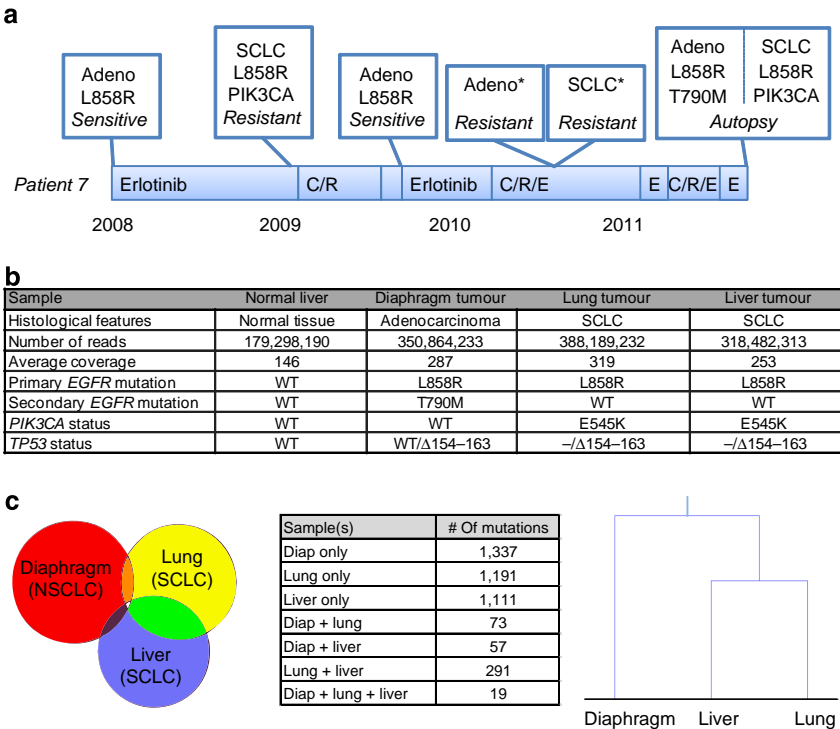 a
Adeno
L858R
Sensitive
SCLC
L858R
PIK3CA
Resistant
Adeno
L858R
Sensitive
Adeno*
Resistant
SCLC*
Resistant
Adeno SCLC
L858R L858R
T790M PIK3CA
Autopsy
Patient 7 Erlotinib C/R Erlotinib C/R/E E C/R/E E
2008 2009 2010 2011
b
Sample Normal liver Diaphragm tumour Lung tumour Liver tumour
Histological features Normal tissue Adenocarcinoma SCLC SCLC
Number of reads 179,298,190 350,864,233 388,189,232 318,482,313
Average coverage 146 287 319 253
Primary EGFR mutation WT L858R L858R L858R
Secondary EGFR mutation WT T790M WT WT
PIK3CA status WT WT E545K E545K
TP53 status WT WT/Δ154–163 –/Δ154–163 –/Δ154–163
c
Diaphragm
(NSCLC)
Lung
(SCLC)
Liver
(SCLC)
Sample(s) # Of mutations
Diap only 1,337
Lung only 1,191
Liver only 1,111
Diap + lung 73
Diap + liver 57
Lung + liver 291
Diap + lung + liver 19
Diaphragm Liver Lung